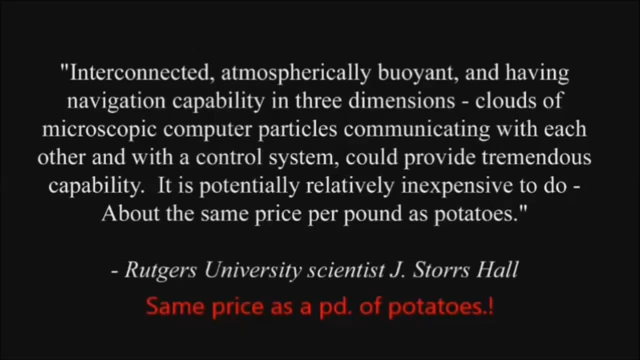 "Interconnected, atmospherically buoyant, and having
navigation capability in three dimensions - clouds of
microscopic computer particles communicating with each
other and with a control system, could provide tremendous
capability.  It is potentially relatively inexpensive to do -
About the same price per pound as potatoes."
- Rutgers University scientist J. Storrs Hall
Same price as a pd. of potatoes.!